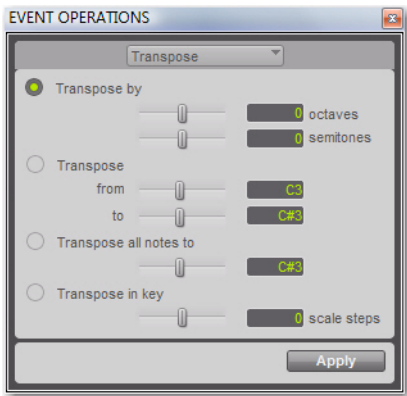 EVENT OPERATIONS
Transpose
Transpose by
0 octaves
0 semitones
Transpose
from C3
to C#3
Transpose all notes to
C#3
Transpose in key
0 scale steps
Apply